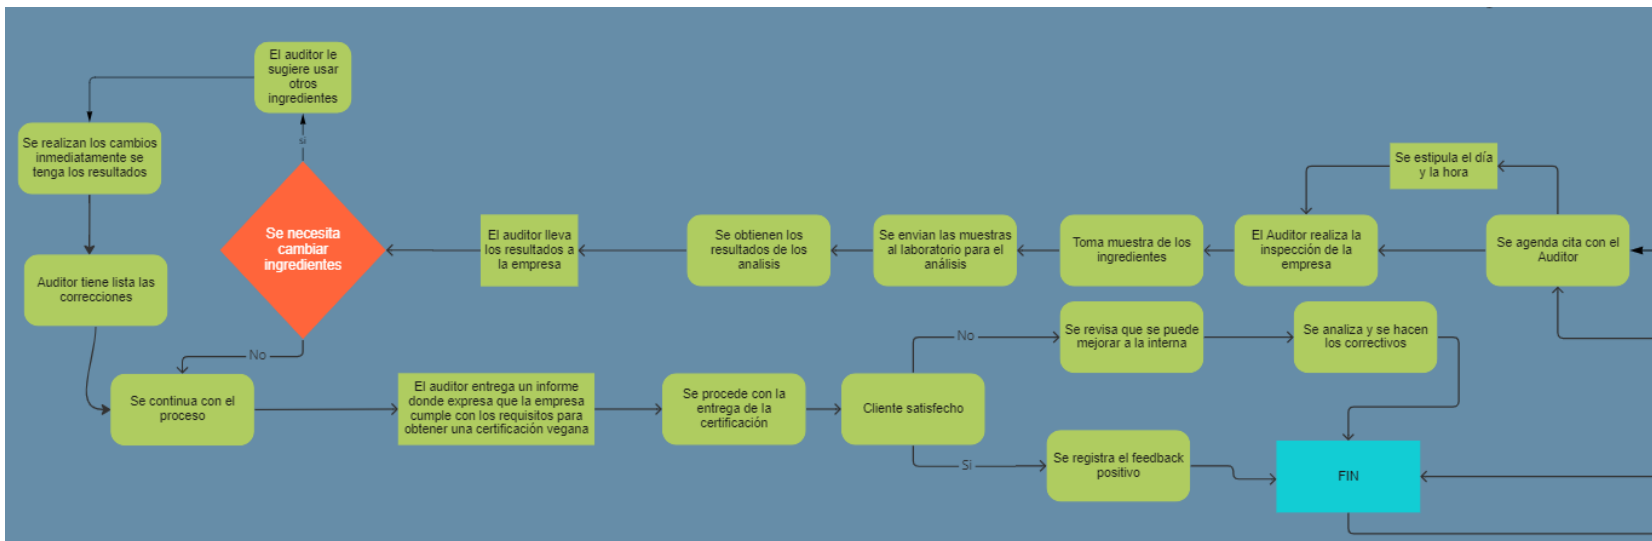 El auditor le
sugiere usar
otros
ingredientes
si
Se realizan los cambios
inmediatamente se
tenga los resultados
Auditor tiene lista las
correcciones
Se necesita
cambiar
ingredientes
No
El auditor lleva
los resultados a
la empresa
Se obtienen los
resultados de los
analisis
Se envian las muestras
al laboratorio para el
análisis
Toma muestra de los
ingredientes
El Auditor realiza la
inspección de la
empresa
Se estipula el día
y la hora
Se agenda cita con el
Auditor
Se continua con el
proceso
El auditor entrega un informe
donde expresa que la empresa
cumple con los requisitos para
obtener una certificación vegana
Se procede con la
entrega de la
certificación
Cliente satisfecho
No
Se revisa que se puede
mejorar a la interna
Se analiza y se hacen
los correctivos
Si
Se registra el feedback
positivo
FIN